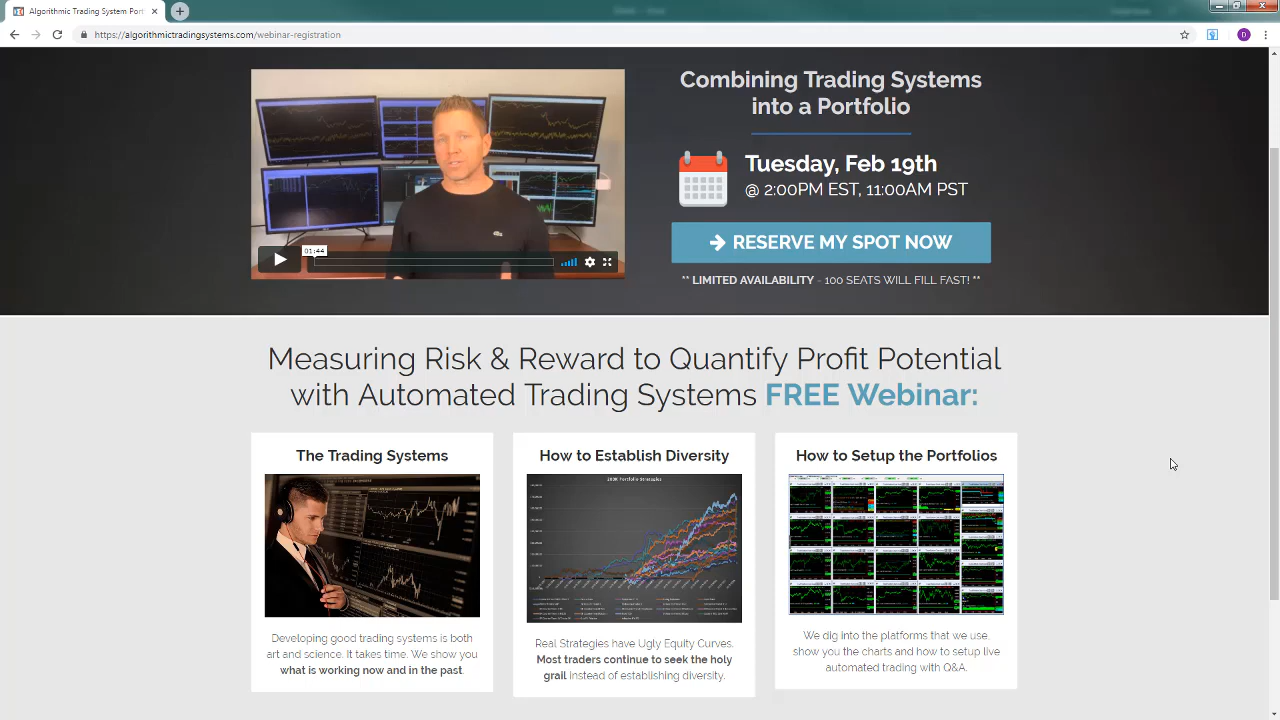 Algorithmic Trading System Port
https://algorithmictradingsystems.com/webinar-registration
D
Combining Trading Systems
into a Portfolio
Tuesday, Feb 19th
@ 2:00PM EST, 11:00AM PST
01:44
RESERVE MY SPOT NOW
** LIMITED AVAILABILITY - 100 SEATS WILL FILL FAST! **
Measuring Risk & Reward to Quantify Profit Potential
with Automated Trading Systems FREE Webinar:
The Trading Systems
Developing good trading systems is both
art and science. It takes time. We show you
what is working now and in the past.
How to Establish Diversity
Real Strategies have Ugly Equity Curves.
Most traders continue to seek the holy
grail instead of establishing diversity.
How to Setup the Portfolios
We dig into the platforms that we use,
show you the charts and how to setup live
automated trading with Q&A.